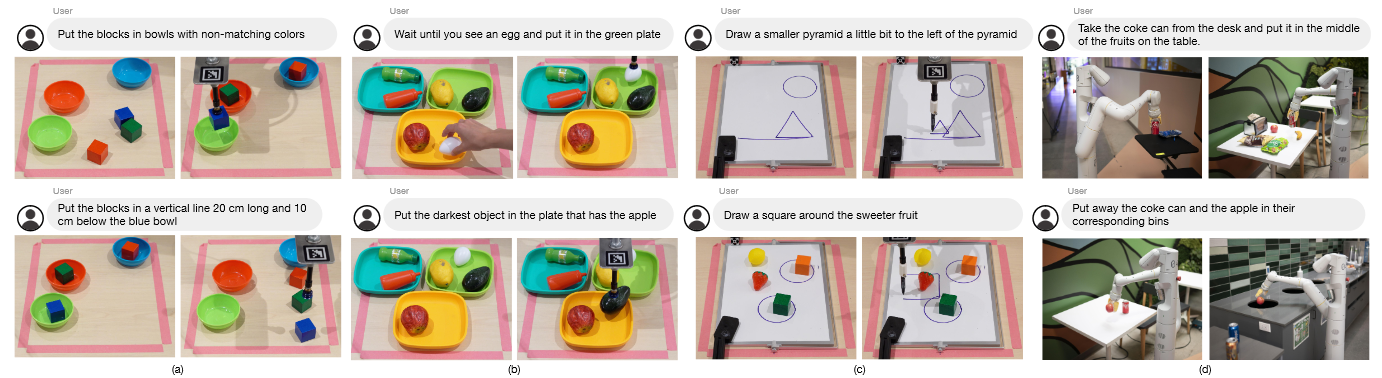 User
Put the blocks in bowls with non-matching colors
User
Wait until you see an egg and put it in the green plate
User
Draw a smaller pyramid a little bit to the left of the pyramid
User
Take the coke can from the desk and put it in the middle
of the fruits on the table.
User
Put the blocks in a vertical line 20 cm long and 10
cm below the blue bowl
User
Put the darkest object in the plate that has the apple
User
Draw a square around the sweeter fruit
User
Put away the coke can and the apple in their
corresponding bins
(a)
(b)
(c)
(d)